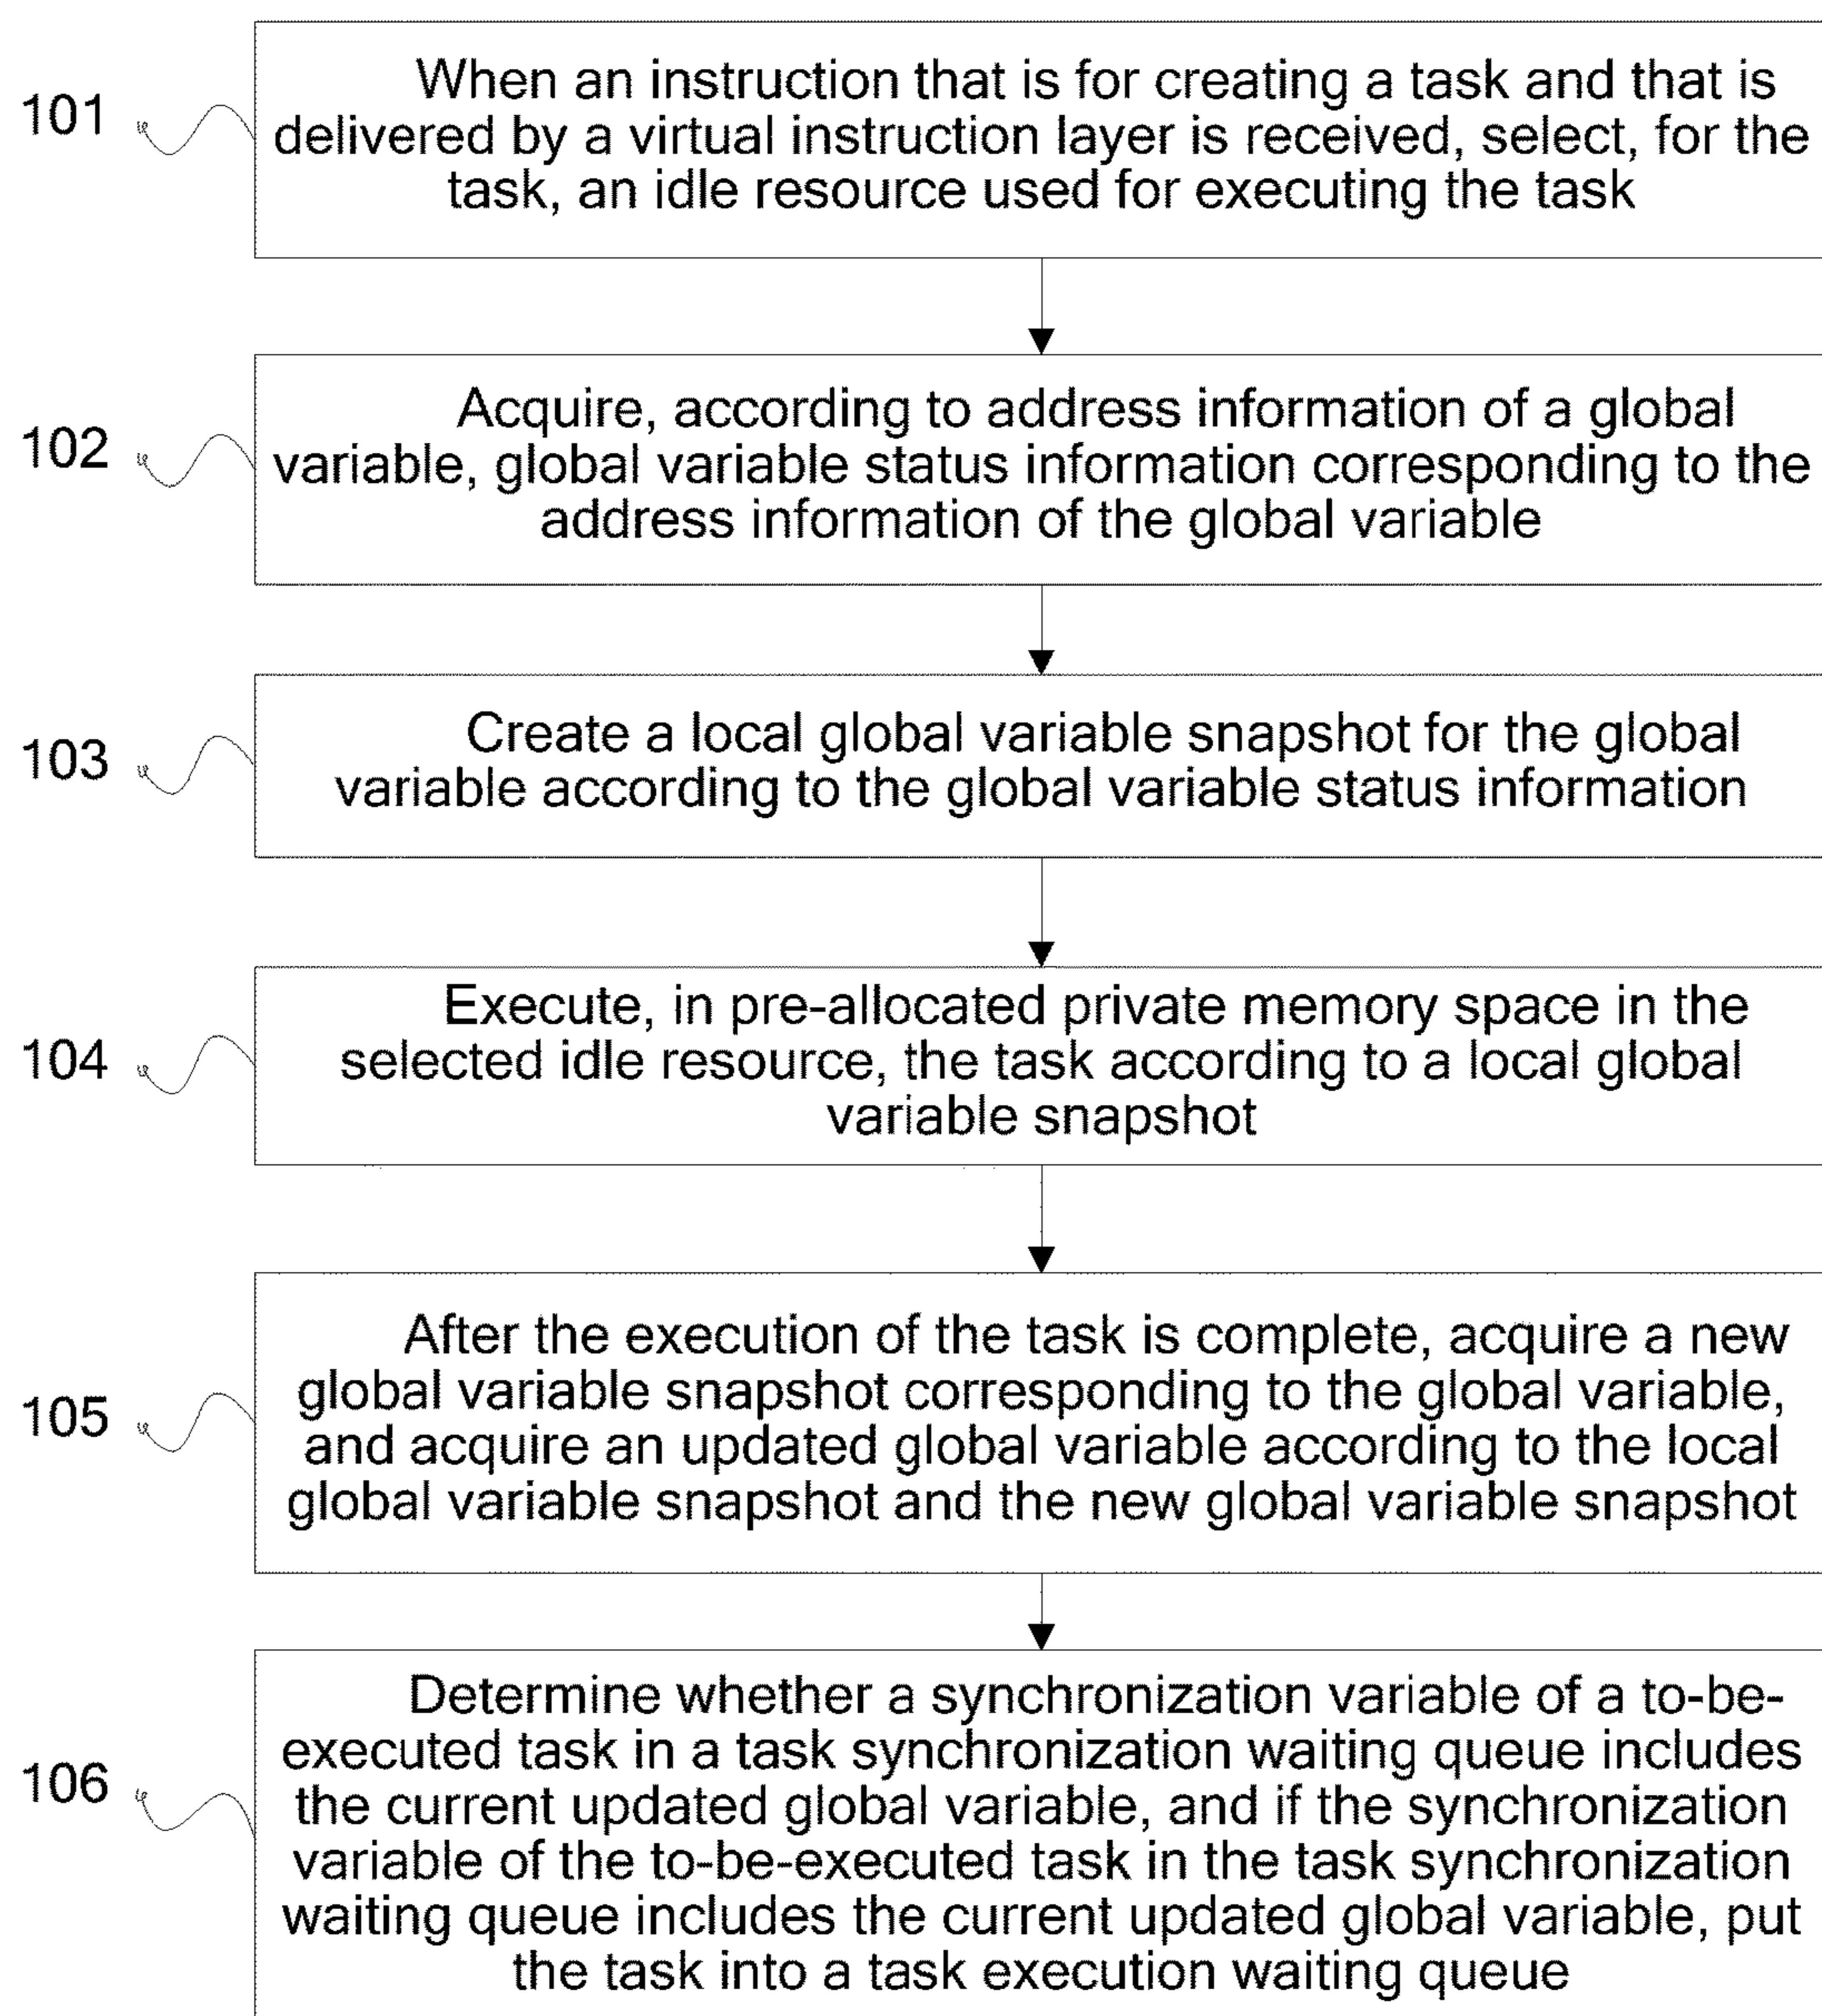 101
When an instruction that is for creating a task and that is
delivered by a virtual instruction layer is received, select, for the
task, an idle resource used for executing the task
102
Acquire, according to address information of a global
variable, global variable status information corresponding to the
address information of the global variable
103
Create a local global variable snapshot for the global
variable according to the global variable status information
104
Execute, in pre-allocated private memory space in the
selected idle resource, the task according to a local global
variable snapshot
105
After the execution of the task is complete, acquire a new
global variable snapshot corresponding to the global variable,
and acquire an updated global variable according to the local
global variable snapshot and the new global variable snapshot
106
Determine whether a synchronization variable of a to-be-
executed task in a task synchronization waiting queue includes
the current updated global variable, and if the synchronization
variable of the to-be-executed task in the task synchronization
waiting queue includes the current updated global variable, put
the task into a task execution waiting queue